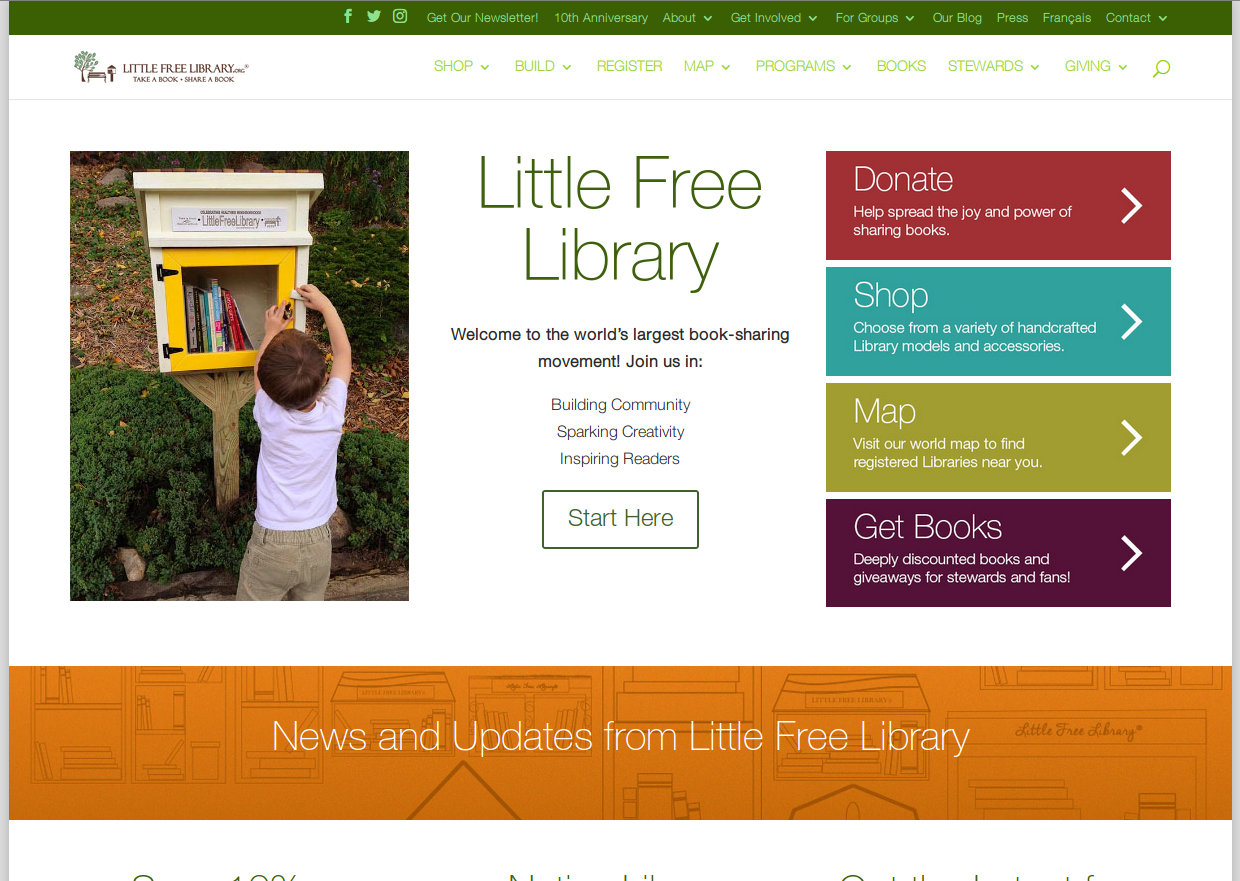 Get Our Newsletter! 10th Anniversary About Get Involved For Groups Our Blog Press Français Contact
LITTLE FREE LIBRARY.ORG®
TAKE A BOOK • SHARE A BOOK
SHOP BUILD REGISTER MAP PROGRAMS BOOKS STEWARDS GIVING
LittleFreeLibrary
Little Free
Library
Welcome to the world's largest book-sharing
movement! Join us in:
Building Community
Sparking Creativity
Inspiring Readers
Start Here
Donate
Help spread the joy and power of
sharing books.
Shop
Choose from a variety of handcrafted
Library models and accessories.
Map
Visit our world map to find
registered Libraries near you.
Get Books
Deeply discounted books and
giveaways for stewards and fans!
LITTLE FREE LIBRARY
LITTLE FREE LIBRARY
Little Free Library®
News and Updates from Little Free Library